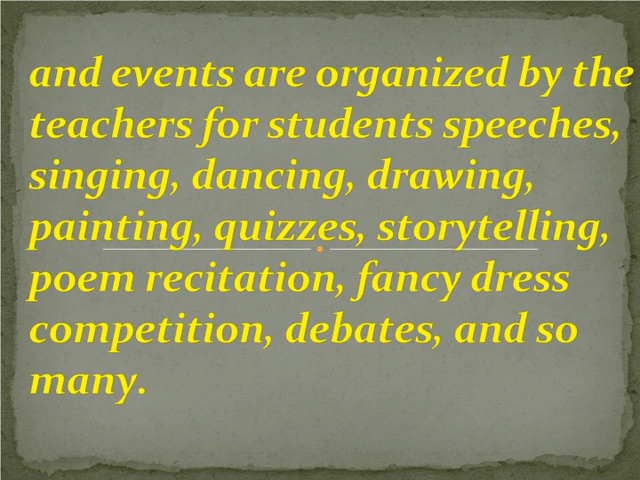 and events are organized by the
teachers for students speeches,
singing, dancing, drawing,
painting, quizzes, storytelling,
poem recitation, fancy dress
competition, debates, and so
many.